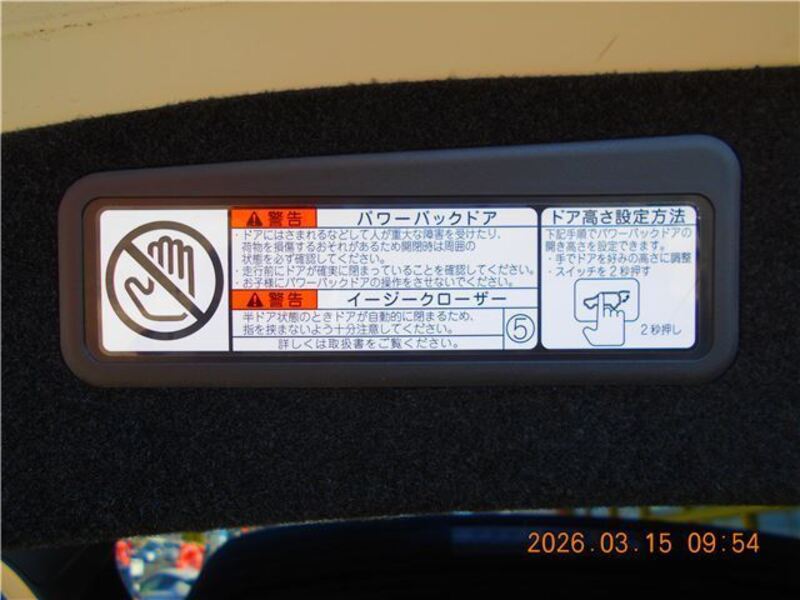 警告 パワーバックドア
・ドアにはさまれるなどして人が重大な障害を受けたり、
荷物を損傷するおそれがあるため開閉時は周囲の
状態を必ず確認してください。
・走行前にドアが確実に閉まっていることを確認してください。
・お子様にパワーバックドアの操作をさせないでください。
警告 イージークローザー
半ドア状態のときドアが自動的に閉まるため、
指を挟まないよう十分注意してください。
⑤
詳しくは取扱書をご覧ください。
ドア高さ設定方法
下記手順でパワーバックドアの
開き高さを設定できます。
・手でドアを好みの高さに調整
・スイッチを2秒押す
2秒押し
2026.03.15 09:54